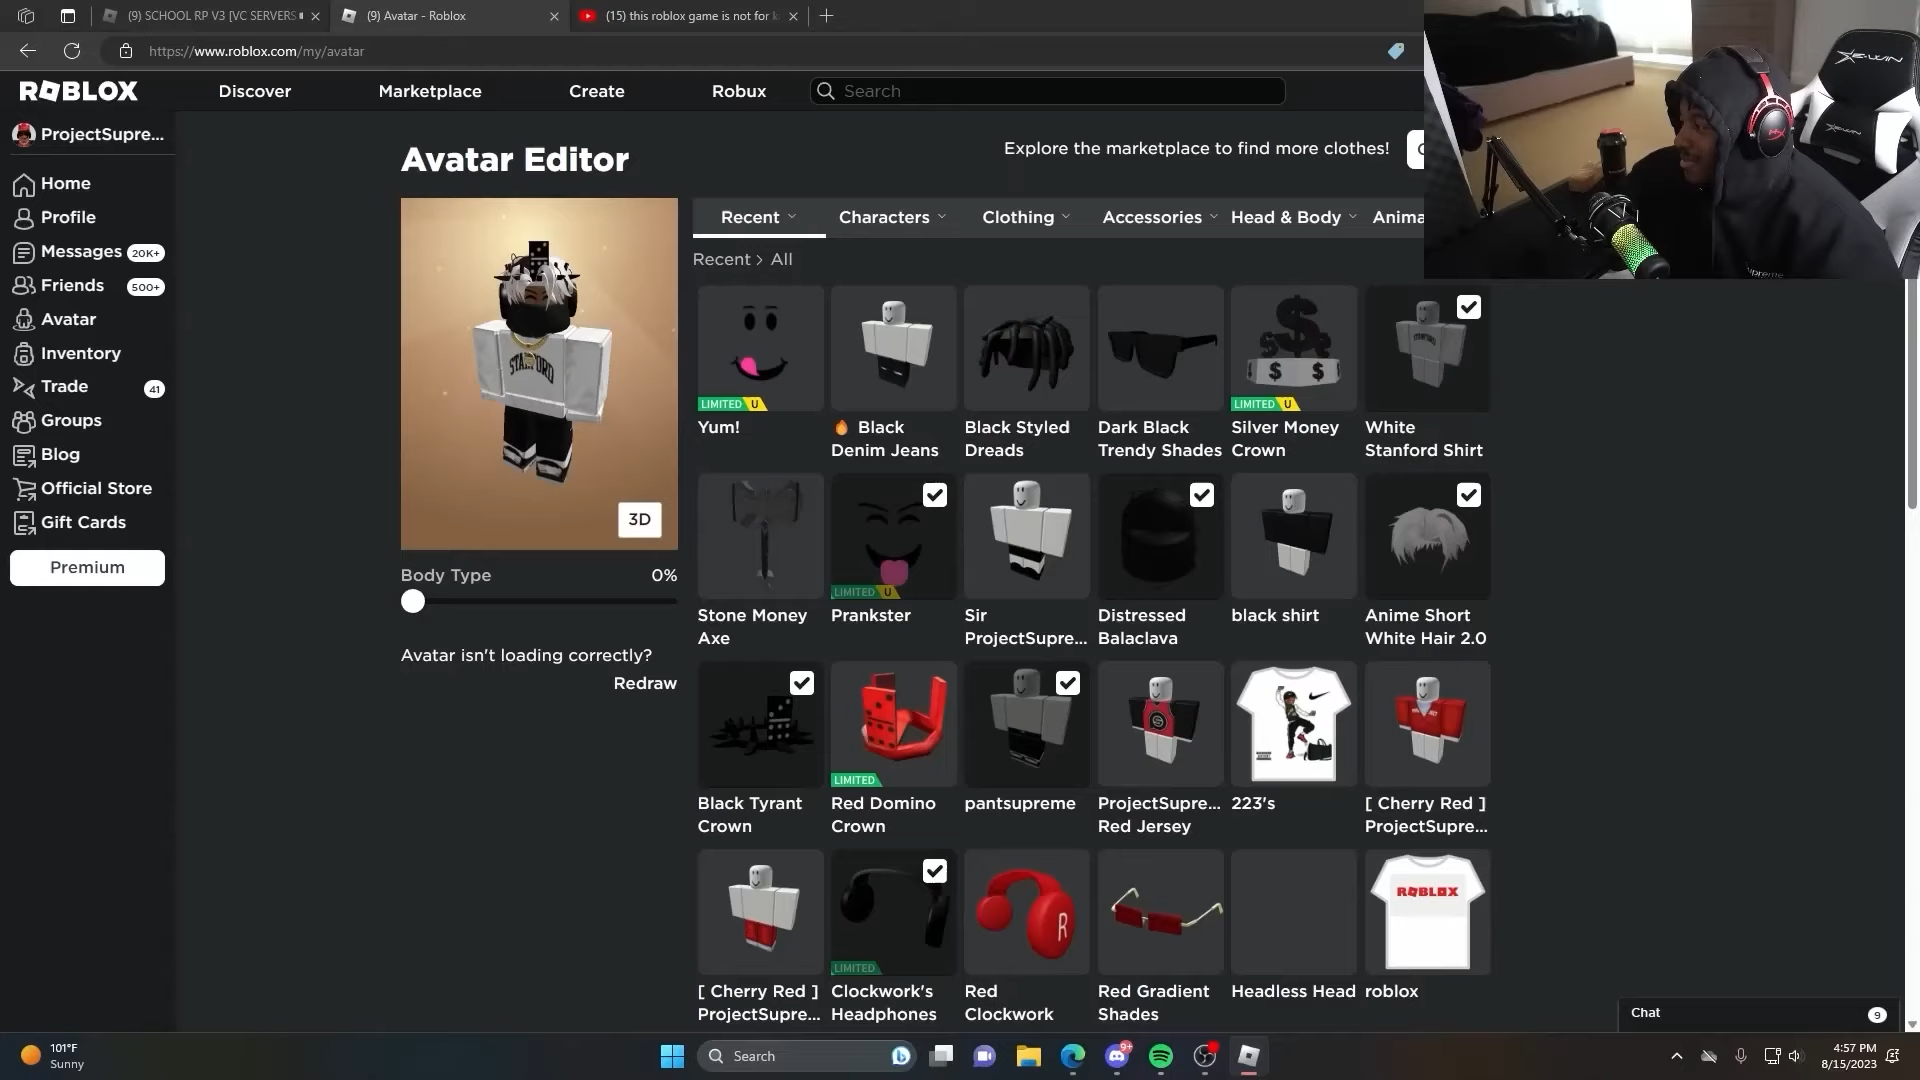 (9) SCHOOL RP V3 [VC SERVERS
(9) Avatar - Roblox
(15) this roblox game is not for k
https://www.roblox.com/my/avatar
ROBLOX
Discover
Marketplace
Create
Robux
Search
ProjectSupre...
Home
Profile
Messages 20K+
Friends 500+
Avatar
Inventory
Trade 41
Groups
Blog
Official Store
Gift Cards
Premium
Avatar Editor
Explore the marketplace to find more clothes!
STANFORD
3D
Body Type 0%
Avatar isn't loading correctly?
Redraw
Recent
Characters
Clothing
Accessories
Head & Body
Anima
Recent > All
LIMITED U
Yum!
Black
Denim Jeans
Black Styled
Dreads
Dark Black
Trendy Shades
$ $ $
LIMITED U
Silver Money
Crown
STANFORD
White
Stanford Shirt
Stone Money
Axe
LIMITED U
Prankster
Sir
ProjectSupre...
Distressed
Balaclava
black shirt
Anime Short
White Hair 2.0
Black Tyrant
Crown
LIMITED
Red Domino
Crown
pantsupreme
ProjectSupre...
Red Jersey
223's
[ Cherry Red ]
ProjectSupre...
[ Cherry Red ]
ProjectSupre...
LIMITED
Clockwork's
Headphones
R
Red
Clockwork
Red Gradient
Shades
Headless Head
ROBLOX
roblox
E-WIN
E-WIN
HX
Supreme
Chat 9
101°F
Sunny
Search
9+
4:57 PM
8/15/2023